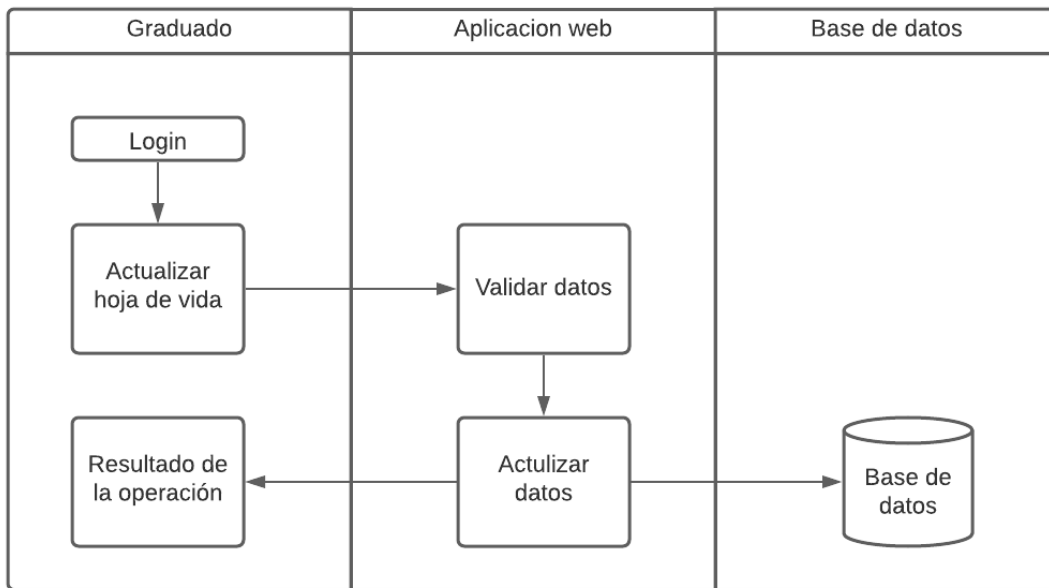 Graduado
Aplicacion web
Base de datos
Login
Actualizar
hoja de vida
Validar datos
Resultado de
la operación
Actulizar
datos
Base de
datos